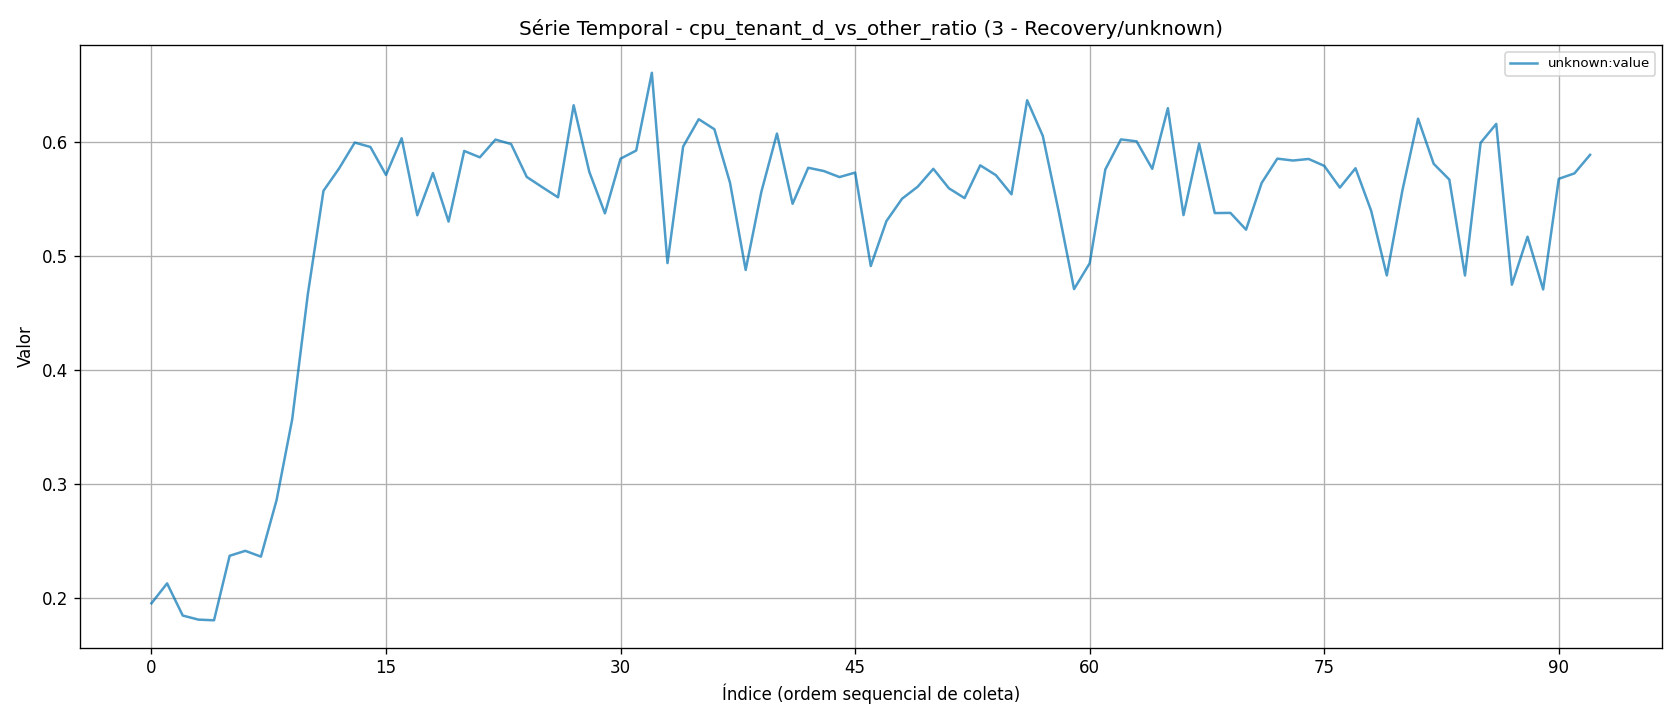 Série Temporal - cpu_tenant_d_vs_other_ratio (3 - Recovery/unknown)
unknown:value
Valor
0.6
0.5
0.4
0.3
0.2
0 15 30 45 60 75 90
Índice (ordem sequencial de coleta)